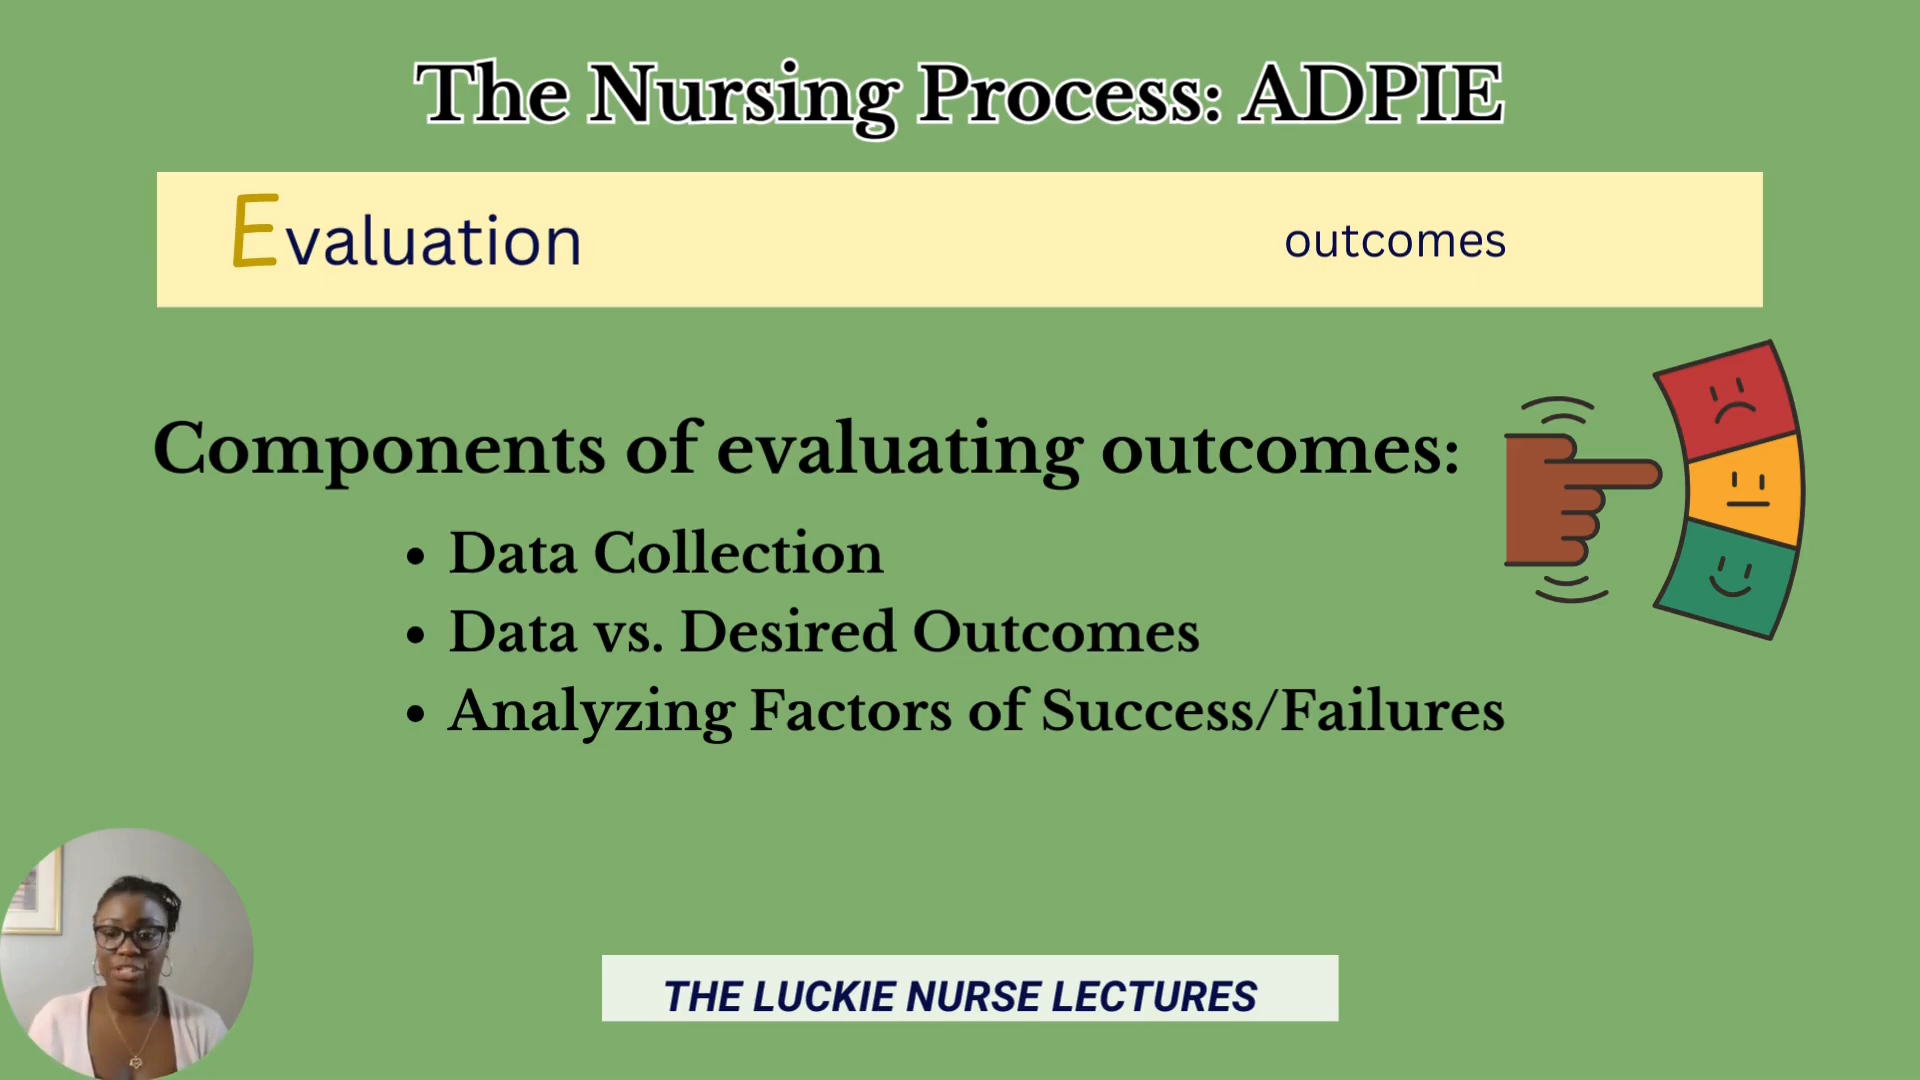 The Nursing Process: ADPIE
Evaluation
outcomes
Components of evaluating outcomes:
• Data Collection
• Data vs. Desired Outcomes
• Analyzing Factors of Success/Failures
THE LUCKIE NURSE LECTURES